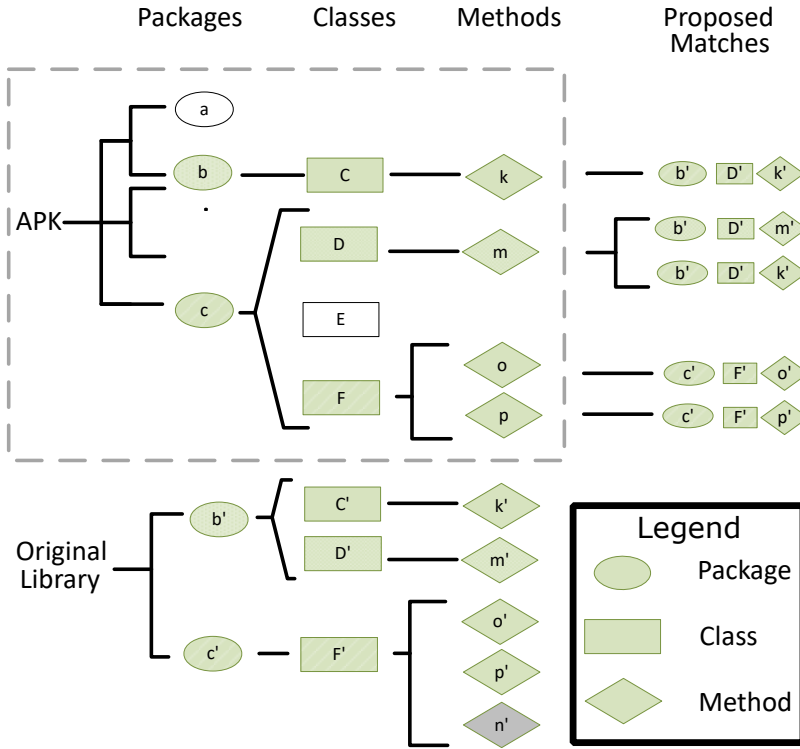 Packages Classes Methods Proposed
Matches
a
b C k b' D' k'
.
APK
D m b' D' m'
b' D' k'
c E
o c' F' o'
F
p c' F' p'
b' C' k'
D' m'
Original
Library
c' F' o'
p'
n'
Legend
Package
Class
Method